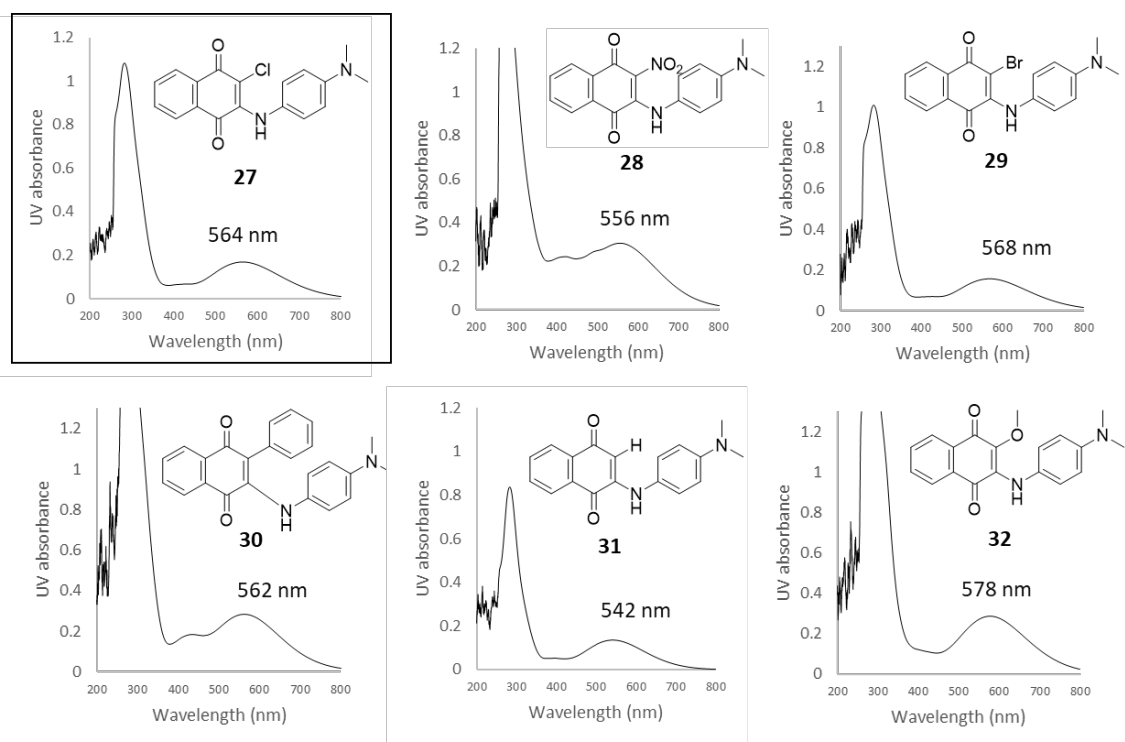 UV absorbance
1.2
1
0.8
0.6
0.4
0.2
0
200 300 400 500 600 700 800
Wavelength (nm)
O
Cl
N
N
H
O
27
564 nm
UV absorbance
1.2
1
0.8
0.6
0.4
0.2
0
200 300 400 500 600 700 800
Wavelength (nm)
O
NO2
N
N
H
O
28
556 nm
UV absorbance
1.2
1
0.8
0.6
0.4
0.2
0
200 300 400 500 600 700 800
Wavelength (nm)
O
Br
N
N
H
O
29
568 nm
UV absorbance
1.2
1
0.8
0.6
0.4
0.2
0
200 300 400 500 600 700 800
Wavelength (nm)
O
N
O
N
H
30
562 nm
UV absorbance
1.2
1
0.8
0.6
0.4
0.2
0
200 300 400 500 600 700 800
Wavelength (nm)
O
H
N
N
H
O
31
542 nm
UV absorbance
1.2
1
0.8
0.6
0.4
0.2
0
200 300 400 500 600 700 800
Wavelength (nm)
O
O
N
N
H
O
32
578 nm